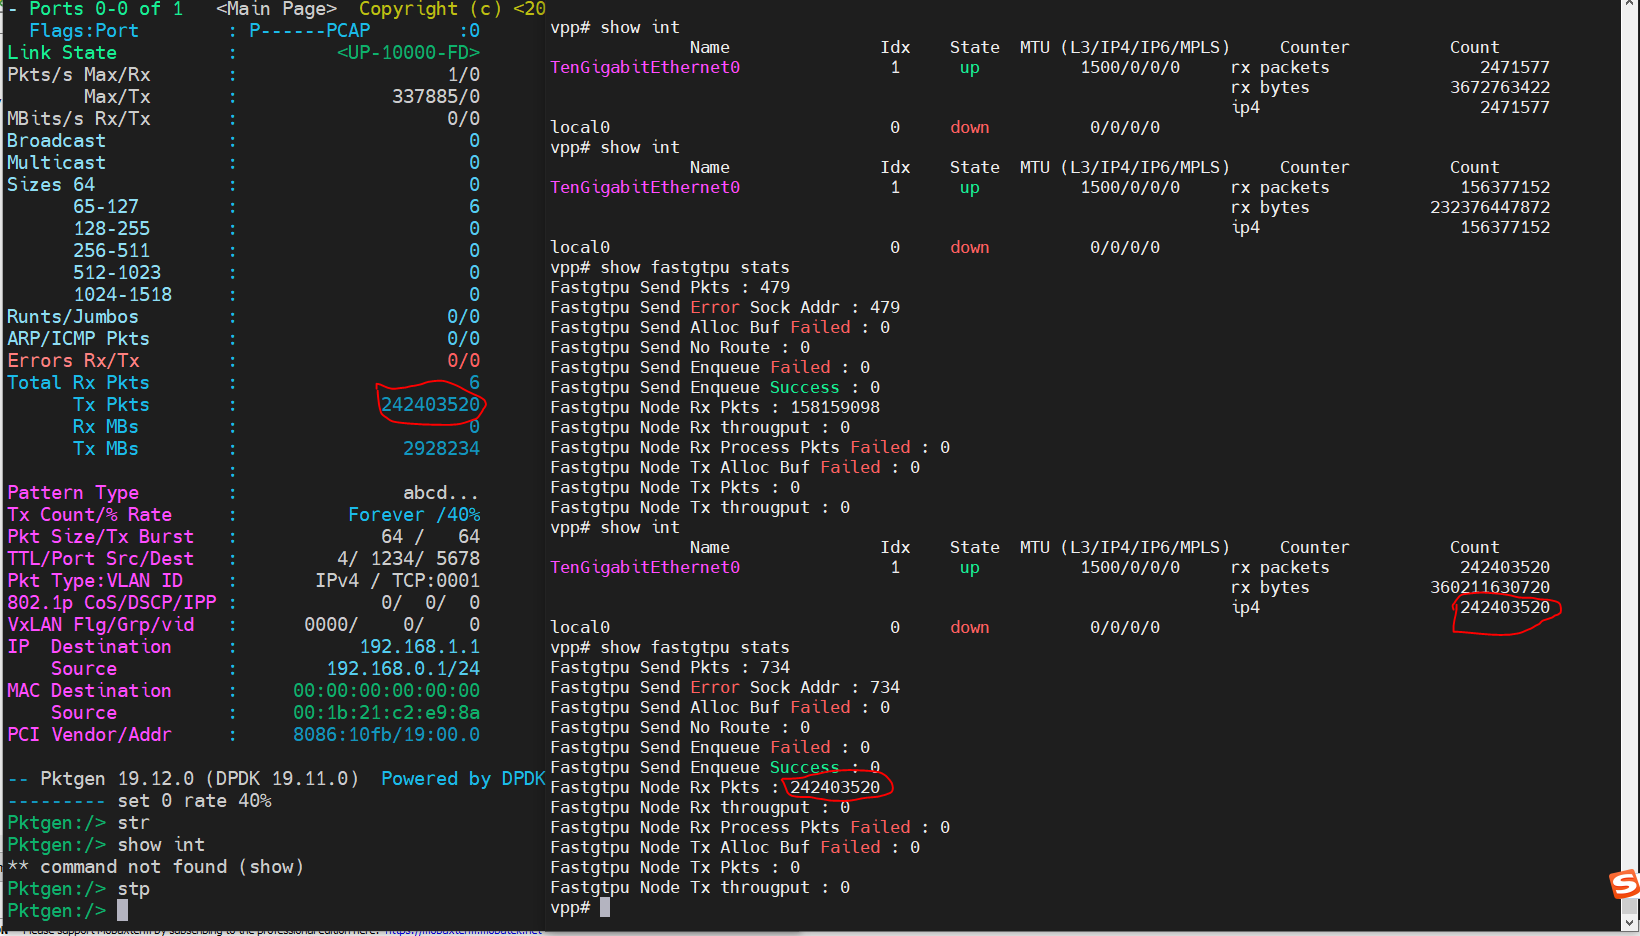 - Ports 0-0 of 1   <Main Page>  Copyright (c) <20
Flags:Port         : P------PCAP        :0
Link State         :       <UP-10000-FD>
Pkts/s Max/Rx      :                 1/0
Max/Tx      :            337885/0
MBits/s Rx/Tx      :                 0/0
Broadcast          :                   0
Multicast          :                   0
Sizes 64           :                   0
65-127       :                   6
128-255      :                   0
256-511      :                   0
512-1023     :                   0
1024-1518    :                   0
Runts/Jumbos       :                 0/0
ARP/ICMP Pkts      :                 0/0
Errors Rx/Tx       :                 0/0
Total Rx Pkts      :                   6
Tx Pkts      :           242403520
Rx MBs       :                   0
Tx MBs       :             2928234
:
Pattern Type       :             abcd...
Tx Count/% Rate    :        Forever /40%
Pkt Size/Tx Burst  :           64 /   64
TTL/Port Src/Dest  :       4/ 1234/ 5678
Pkt Type:VLAN ID   :     IPv4 / TCP:0001
802.1p CoS/DSCP/IPP :          0/  0/  0
VxLAN Flg/Grp/vid  :    0000/    0/    0
IP  Destination    :         192.168.1.1
Source         :      192.168.0.1/24
MAC Destination    :   00:00:00:00:00:00
Source         :   00:1b:21:c2:e9:8a
PCI Vendor/Addr    :   8086:10fb/19:00.0
-- Pktgen 19.12.0 (DPDK 19.11.0)  Powered by DPDK
--------- set 0 rate 40%
Pktgen:/> str
Pktgen:/> show int
** command not found (show)
Pktgen:/> stp
Pktgen:/>
vpp# show int
Name               Idx    State  MTU (L3/IP4/IP6/MPLS)     Counter          Count
TenGigabitEthernet0              1      up          1500/0/0/0     rx packets               2471577
rx bytes             3672763422
ip4                     2471577
local0                            0     down          0/0/0/0
vpp# show int
Name               Idx    State  MTU (L3/IP4/IP6/MPLS)     Counter          Count
TenGigabitEthernet0              1      up          1500/0/0/0     rx packets             156377152
rx bytes           232376447872
ip4                   156377152
local0                            0     down          0/0/0/0
vpp# show fastgtpu stats
Fastgtpu Send Pkts : 479
Fastgtpu Send Error Sock Addr : 479
Fastgtpu Send Alloc Buf Failed : 0
Fastgtpu Send No Route : 0
Fastgtpu Send Enqueue Failed : 0
Fastgtpu Send Enqueue Success : 0
Fastgtpu Node Rx Pkts : 158159098
Fastgtpu Node Rx througput : 0
Fastgtpu Node Rx Process Pkts Failed : 0
Fastgtpu Node Tx Alloc Buf Failed : 0
Fastgtpu Node Tx Pkts : 0
Fastgtpu Node Tx througput : 0
vpp# show int
Name               Idx    State  MTU (L3/IP4/IP6/MPLS)     Counter          Count
TenGigabitEthernet0              1      up          1500/0/0/0     rx packets             242403520
rx bytes           360211630720
ip4                   242403520
local0                            0     down          0/0/0/0
vpp# show fastgtpu stats
Fastgtpu Send Pkts : 734
Fastgtpu Send Error Sock Addr : 734
Fastgtpu Send Alloc Buf Failed : 0
Fastgtpu Send No Route : 0
Fastgtpu Send Enqueue Failed : 0
Fastgtpu Send Enqueue Success : 0
Fastgtpu Node Rx Pkts : 242403520
Fastgtpu Node Rx througput : 0
Fastgtpu Node Rx Process Pkts Failed : 0
Fastgtpu Node Tx Alloc Buf Failed : 0
Fastgtpu Node Tx Pkts : 0
Fastgtpu Node Tx througput : 0
vpp#
S